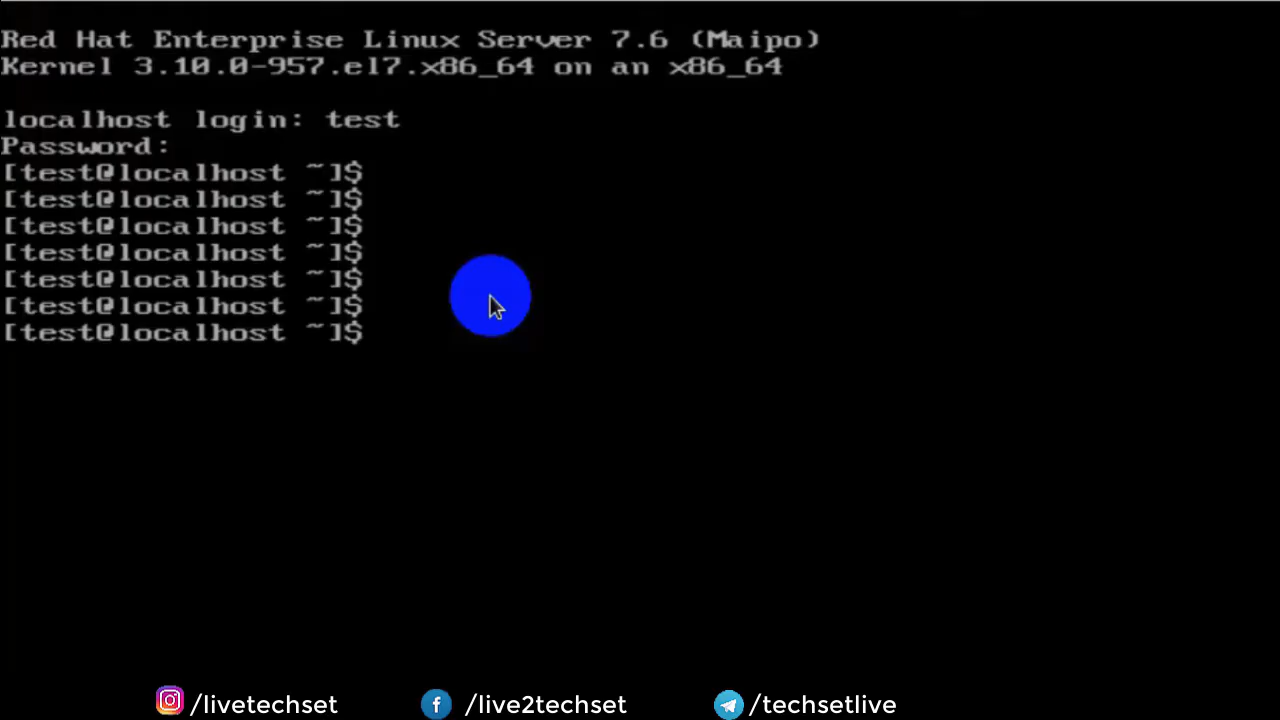 Red Hat Enterprise Linux Server 7.6 (Maipo)
Kernel 3.10.0-957.el7.x86_64 on an x86_64
localhost login: test
Password:
[test@localhost ~]$
[test@localhost ~]$
[test@localhost ~]$
[test@localhost ~]$
[test@localhost ~]$
[test@localhost ~]$
[test@localhost ~]$
/livetechset /live2techset /techsetlive